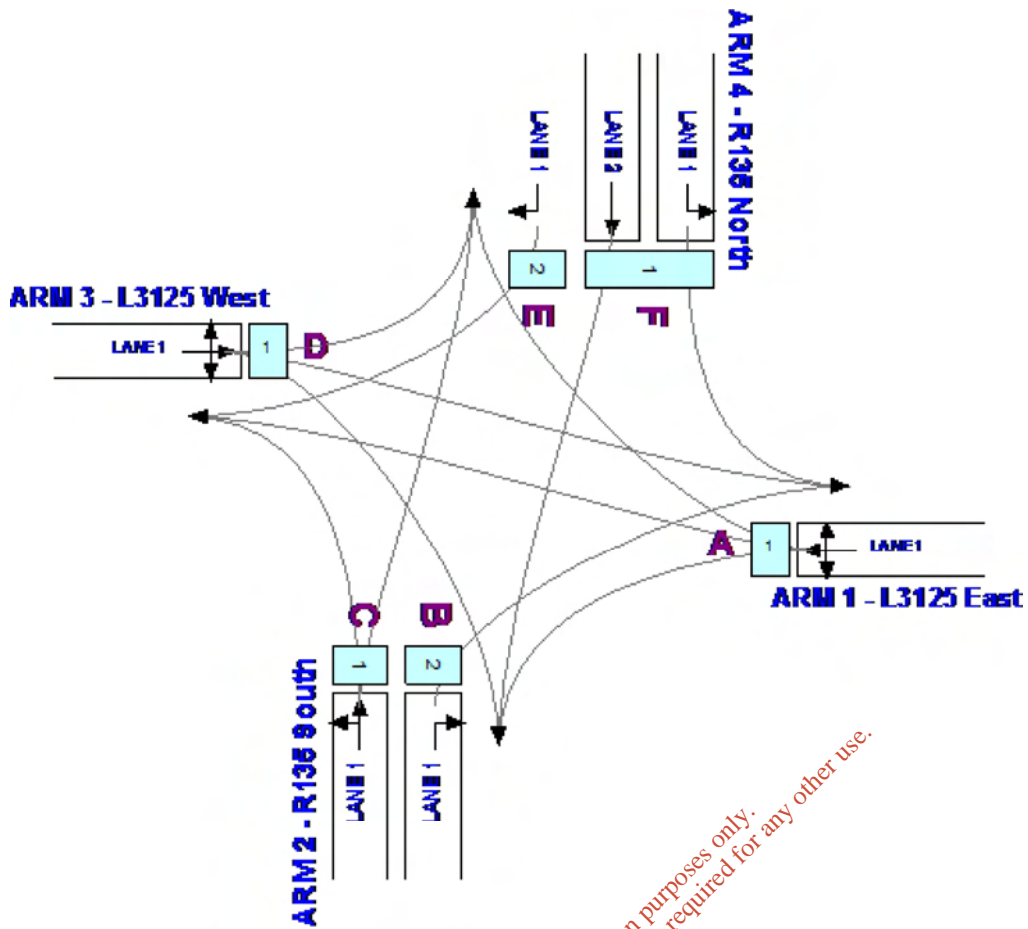 ARM 4 - R135 North
LANE 1
LANE 2
LANE 1
2
1
E
F
ARM 3 - L3125 West
LANE 1
1
D
A
1
LANE 1
ARM 1 - L3125 East
C
B
1
2
ARM 2 - R135 South
LANE 1
LANE 1
n purposes only.
required for any other use.